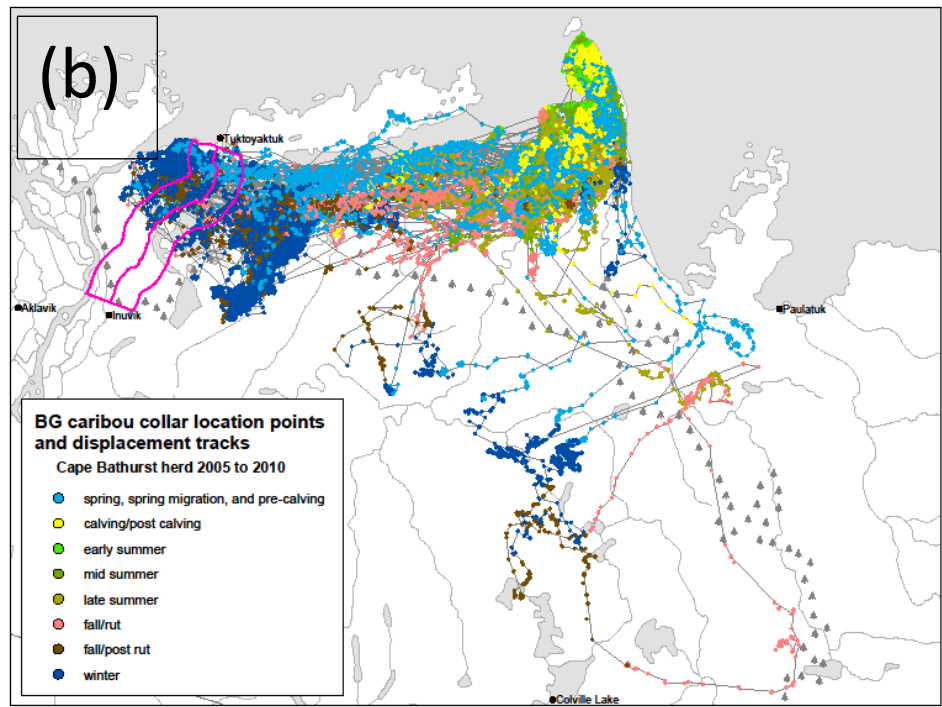 (b)
Tuktoyaktuk
Aklavik
Inuvik
Paulatuk
BG caribou collar location points
and displacement tracks
Cape Bathurst herd 2005 to 2010
spring, spring migration, and pre-calving
calving/post calving
early summer
mid summer
late summer
fall/rut
fall/post rut
winter
Colville Lake